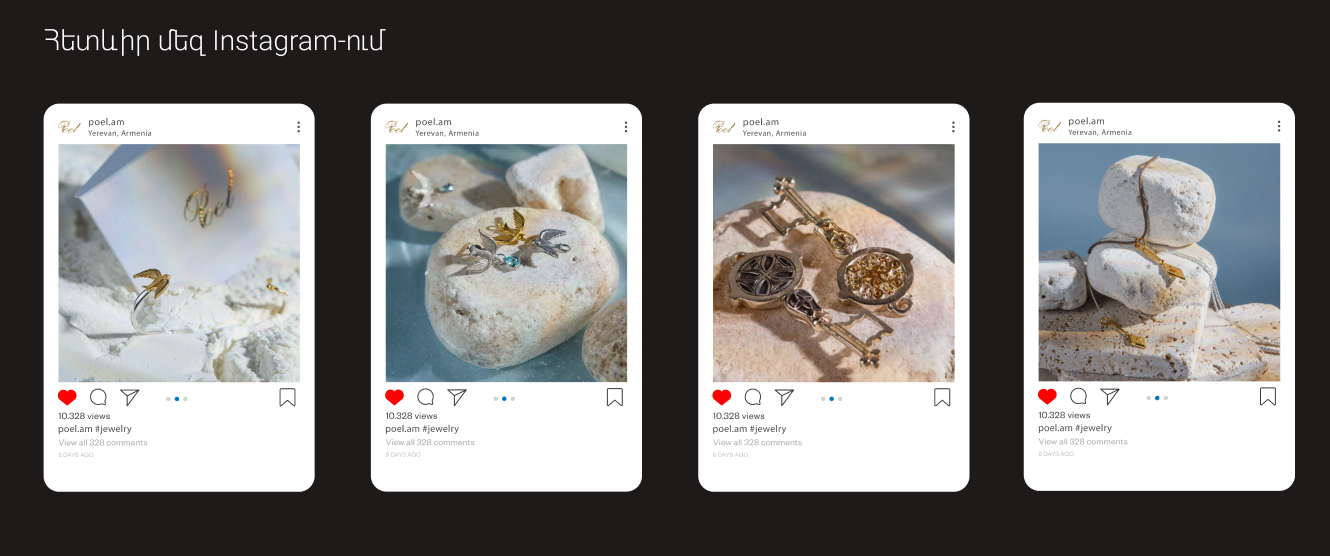 Հետևիր մեզ Instagram-ում
Poel
poel.am
Yerevan, Armenia
10.328 views
poel.am #jewelry
View all 328 comments
5 DAYS AGO
Poel
poel.am
Yerevan, Armenia
10.328 views
poel.am #jewelry
View all 328 comments
5 DAYS AGO
Poel
poel.am
Yerevan, Armenia
10.328 views
poel.am #jewelry
View all 328 comments
5 DAYS AGO
Poel
poel.am
Yerevan, Armenia
10.328 views
poel.am #jewelry
View all 328 comments
5 DAYS AGO